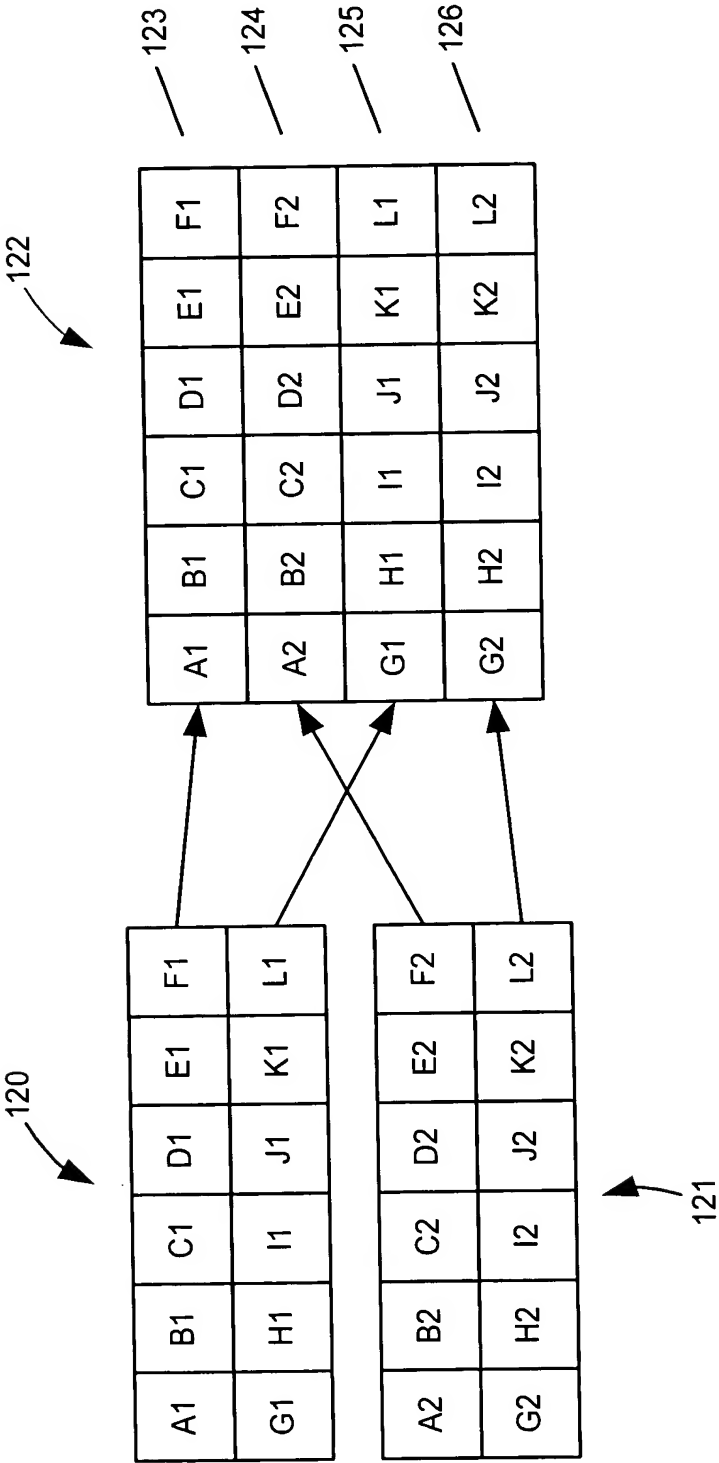 120
A1 B1 C1 D1 E1 F1
G1 H1 I1 J1 K1 L1
A2 B2 C2 D2 E2 F2
G2 H2 I2 J2 K2 L2
121
122
A1 B1 C1 D1 E1 F1 123
A2 B2 C2 D2 E2 F2 124
G1 H1 I1 J1 K1 L1 125
G2 H2 I2 J2 K2 L2 126